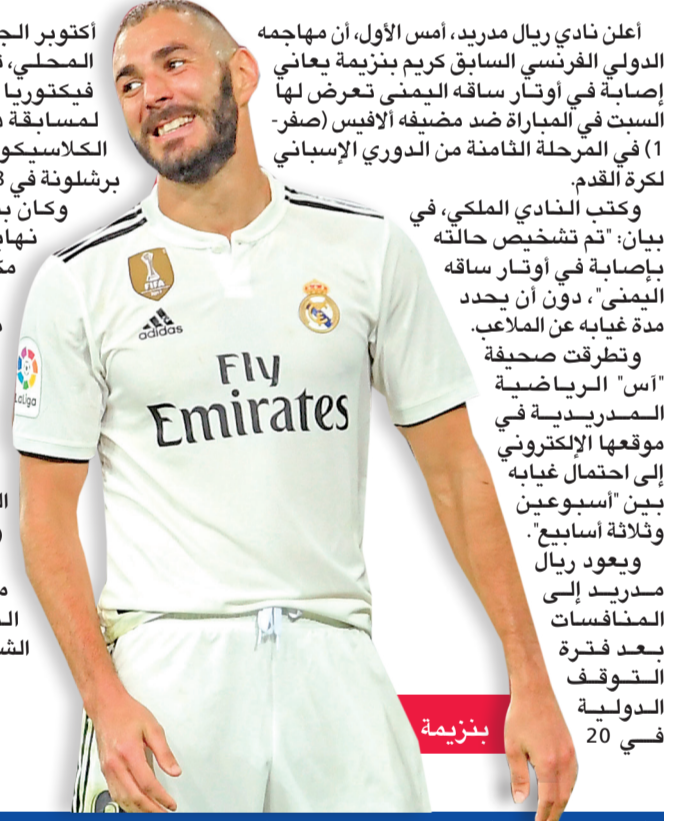 أعلن نادي ريال مدريد، أمس الأول، أن مهاجمه
الدولي الفرنسي السابق كريم بنزيمة يعاني
إصابة في أوتار ساقه اليمنى تعرض لها
السبت في المباراة ضد مضيفه ألافيس (صفر-
1) في المرحلة الثامنة من الدوري الإسباني
لكرة القدم.
وكتب النادي الملكي، في
بيان: "تم تشخيص حالته
بإصابة في أوتار ساقه
اليمنى"، دون أن يحدد
مدة غيابه عن الملاعب.
وتطرقت صحيفة
"آس" الرياضية
المدريدية في
موقعها الإلكتروني
إلى احتمال غيابه
بين "أسبوعين
وثلاثة أسابيع".
ويعود ريال
مدريد إلى
المنافسات
بعد فترة
التوقف
الدولية
في 20
أكتوبر
المحلي،
فيكتوريا
لمسابقة
برشلونة في
وكان
FIFA
adidas
LaLiga
Fly
Emirates
بنزيمة